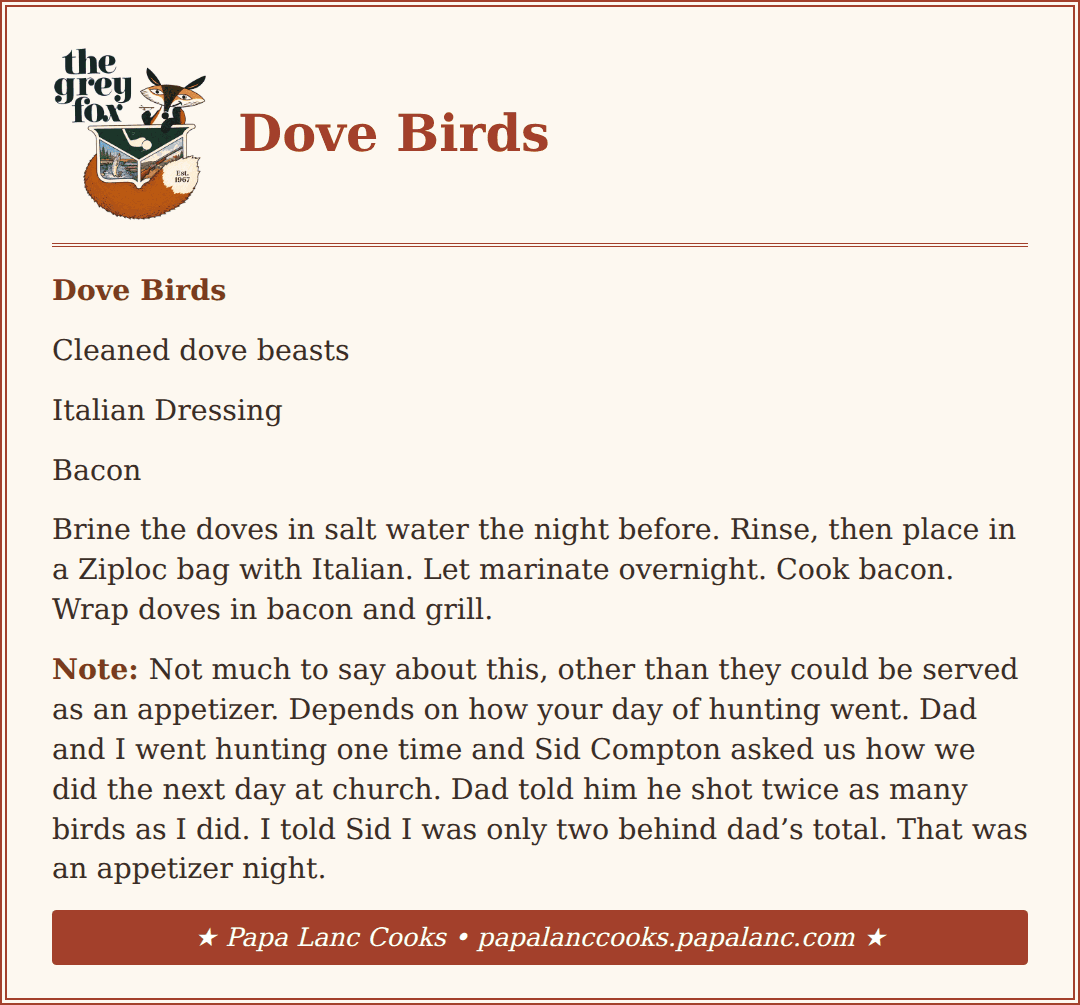 the
grey
fox
Est.
1967
Dove Birds
Dove Birds
Cleaned dove beasts
Italian Dressing
Bacon
Brine the doves in salt water the night before. Rinse, then place in
a Ziploc bag with Italian. Let marinate overnight. Cook bacon.
Wrap doves in bacon and grill.
Note: Not much to say about this, other than they could be served
as an appetizer. Depends on how your day of hunting went. Dad
and I went hunting one time and Sid Compton asked us how we
did the next day at church. Dad told him he shot twice as many
birds as I did. I told Sid I was only two behind dad’s total. That was
an appetizer night.
★ Papa Lanc Cooks • papalanccooks.papalanc.com ★